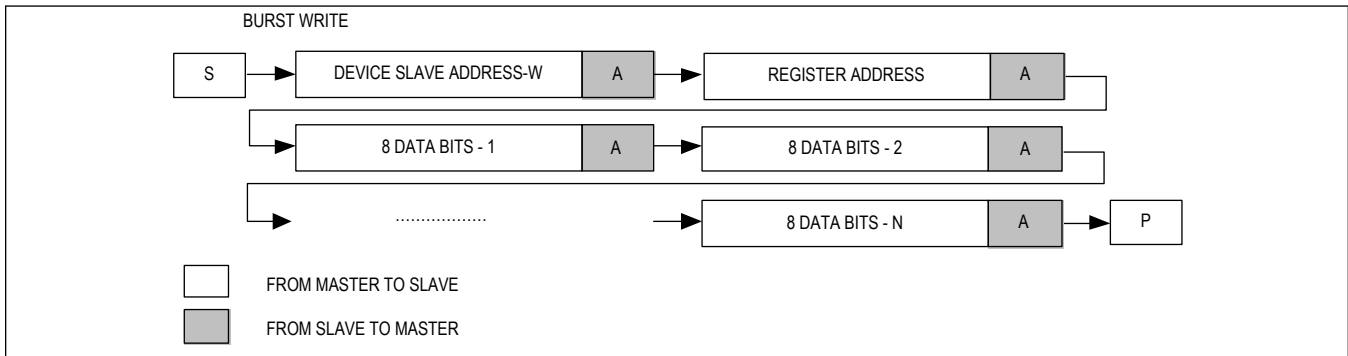 BURST WRITE
S DEVICE SLAVE ADDRESS-W A REGISTER ADDRESS A
8 DATA BITS - 1 A 8 DATA BITS - 2 A
.................. 8 DATA BITS - N A P
FROM MASTER TO SLAVE
FROM SLAVE TO MASTER